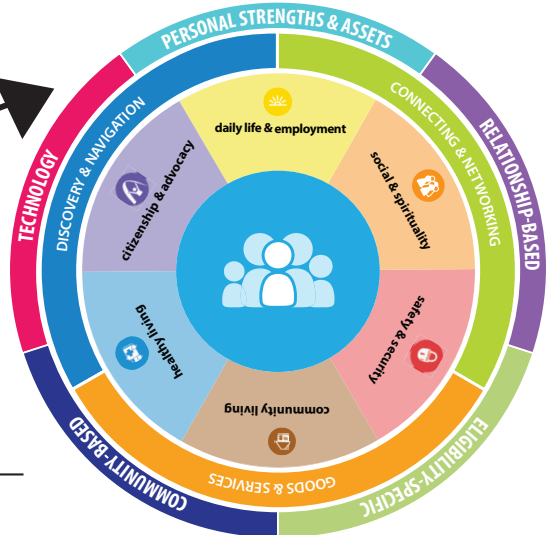 PERSONAL STRENGTHS & ASSETS
TECHNOLOGY
RELATIONSHIP-BASED
COMMUNITY-BASED
ELIGIBILITY-SPECIFIC
DISCOVERY & NAVIGATION
CONNECTING & NETWORKING
GOODS & SERVICES
daily life & employment
citizenship & advocacy
social & spirituality
healthy living
safety & security
community living